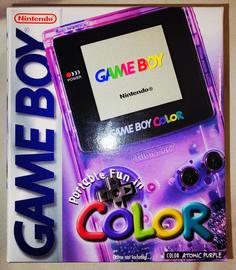 Nintendo
GAME BOY
POWER
GAME BOY
Nintendo
GAME BOY COLOR
Portable Fun in
COLOR
COLOR ATOMIC PURPLE